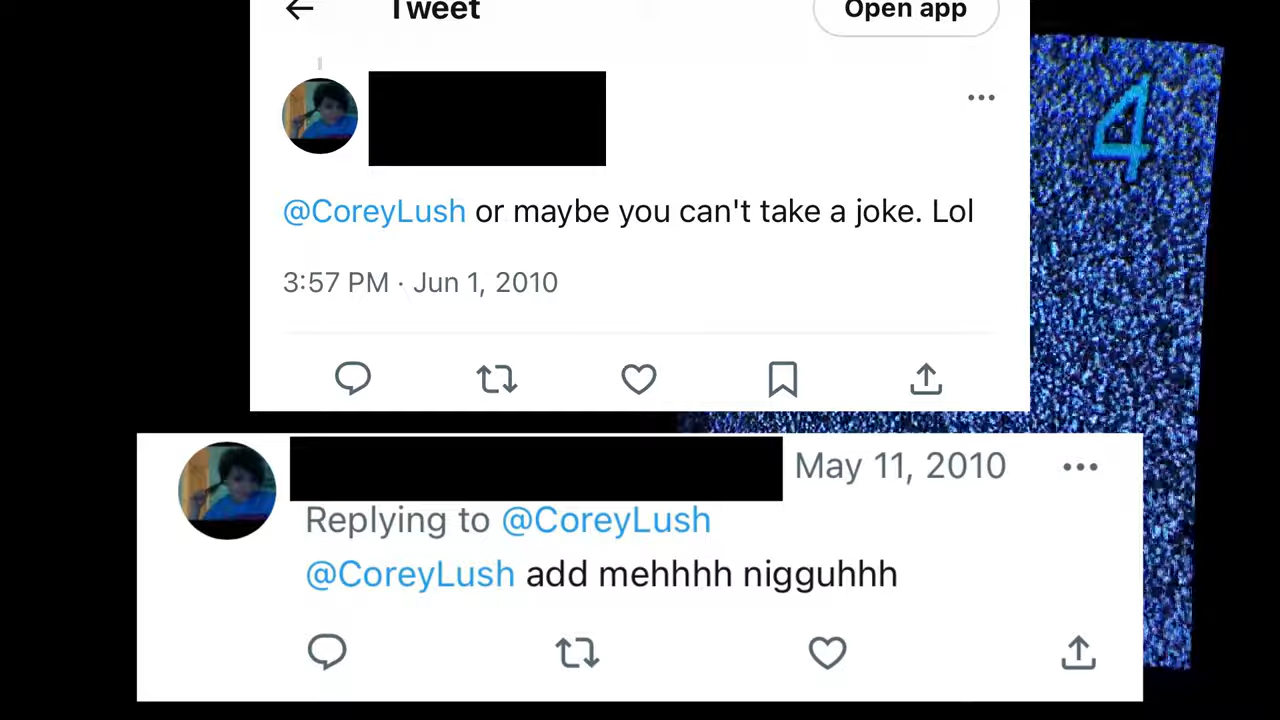 Tweet
Open app
@CoreyLush or maybe you can't take a joke. Lol
3:57 PM · Jun 1, 2010
4
May 11, 2010
Replying to @CoreyLush
@CoreyLush add mehhhh nigguhhh